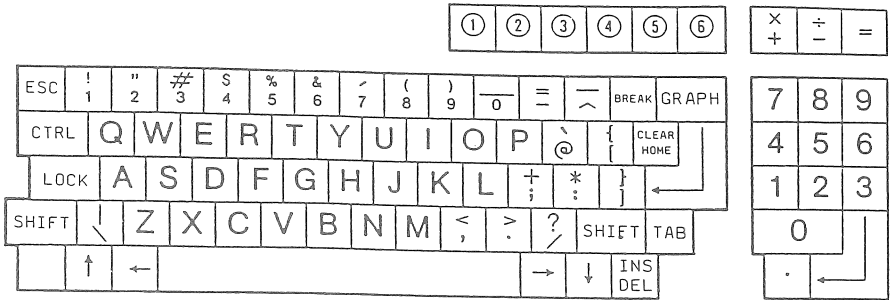 ① ② ③ ④ ⑤ ⑥ × + ÷ − =
ESC ! 1 " 2 # 3 S 4 % 5 & 6 ´ 7 ( 8 ) 9 _ 0 = − ‾ ^ BREAK GRAPH 7 8 9
CTRL Q W E R T Y U I O P ` @ { [ CLEAR HOME 4 5 6
LOCK A S D F G H J K L + ; * : } ] ↵ 1 2 3
SHIFT | \ Z X C V B N M < , > . ? / SHIFT TAB 0
↑ ← → ↓ INS DEL . ↵